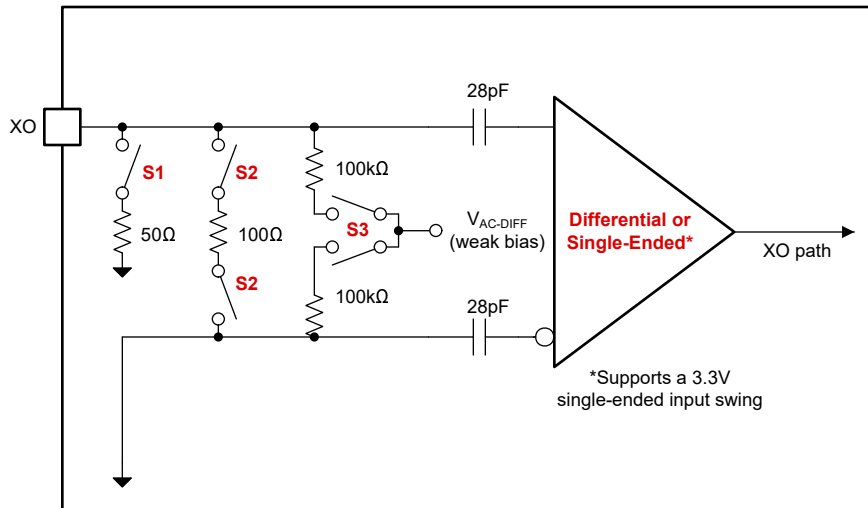 28pF
XO
100kΩ
S1
S2
V_AC-DIFF
(weak bias)
Differential or
Single-Ended*
50Ω
100Ω
S3
XO path
S2
100kΩ
28pF
*Supports a 3.3V
single-ended input swing